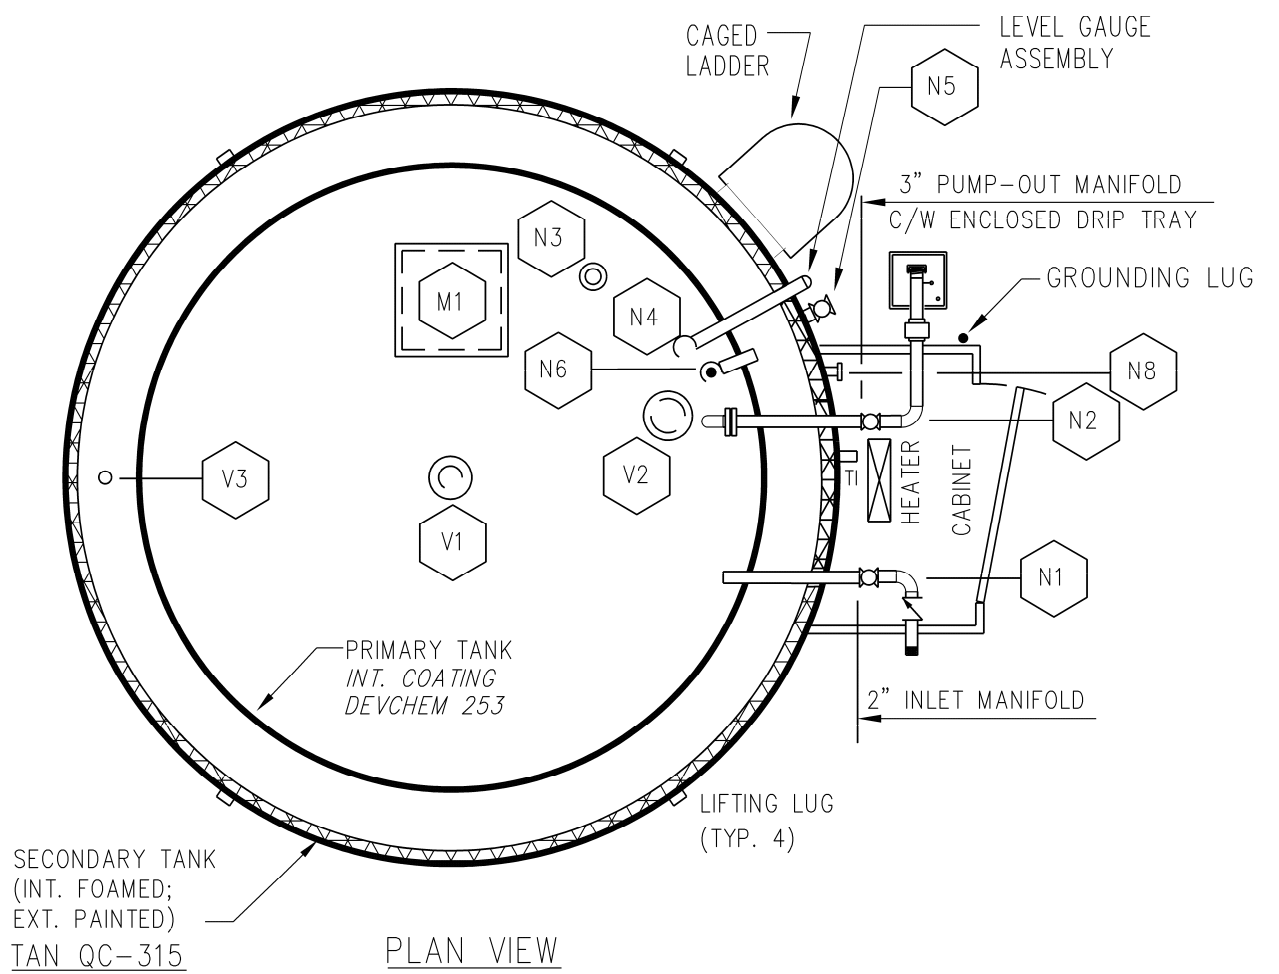 CAGED
LADDER
LEVEL GAUGE
ASSEMBLY
N5
3” PUMP-OUT MANIFOLD
C/W ENCLOSED DRIP TRAY
N3
GROUNDING LUG
M1
N4
N6
N8
N2
V3
V2
TI
HEATER
CABINET
V1
N1
PRIMARY TANK
INT. COATING
DEVCHEM 253
2” INLET MANIFOLD
LIFTING LUG
(TYP. 4)
SECONDARY TANK
(INT. FOAMED;
EXT. PAINTED)
TAN QC-315
PLAN VIEW